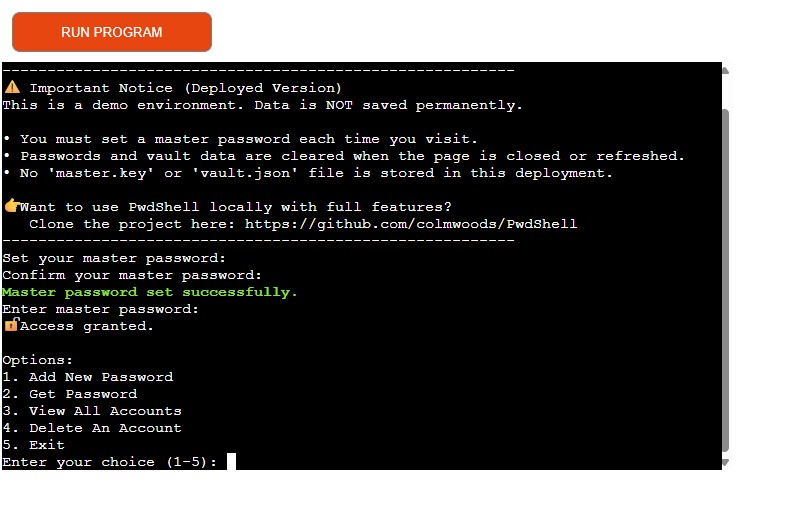 RUN PROGRAM
---------------------------------------------------------
⚠️ Important Notice (Deployed Version)
This is a demo environment. Data is NOT saved permanently.
• You must set a master password each time you visit.
• Passwords and vault data are cleared when the page is closed or refreshed.
• No 'master.key' or 'vault.json' file is stored in this deployment.
👉Want to use PwdShell locally with full features?
Clone the project here: https://github.com/colmwoods/PwdShell
---------------------------------------------------------
Set your master password:
Confirm your master password:
Master password set successfully.
Enter master password:
🔓Access granted.
Options:
1. Add New Password
2. Get Password
3. View All Accounts
4. Delete An Account
5. Exit
Enter your choice (1-5):